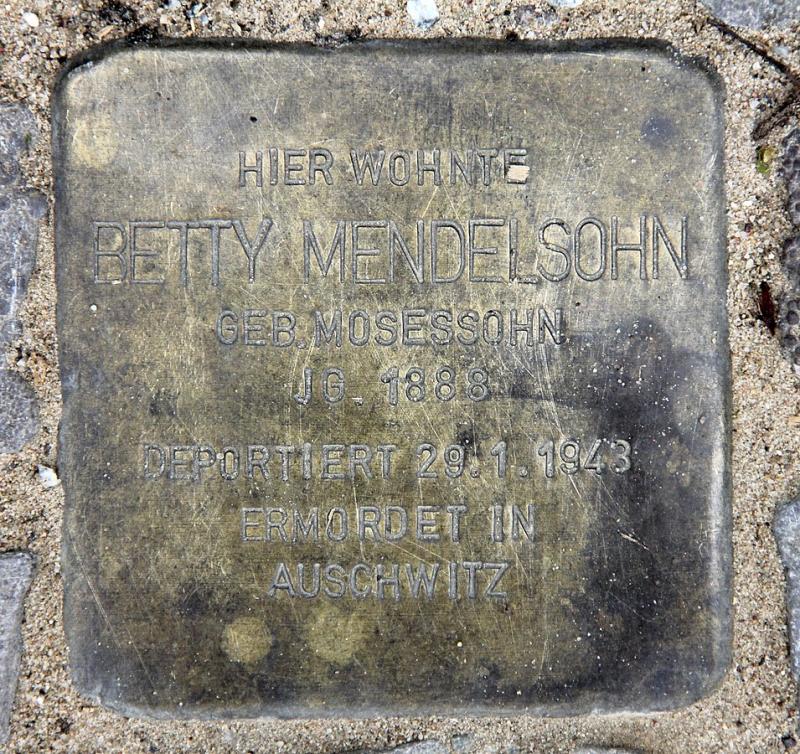 HIER WOHNTE
BETTY MENDELSOHN
GEB. MOSESSOHN
JG. 1888
DEPORTIERT 29.1.1943
ERMORDET IN
AUSCHWITZ